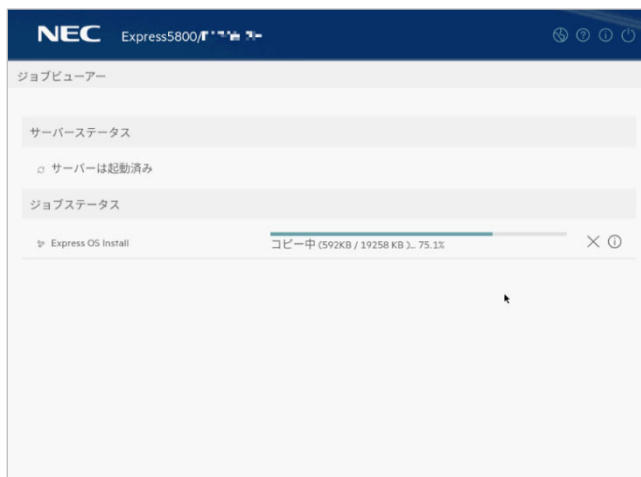 NEC Express5800/
ジョブビューアー
サーバーステータス
サーバーは起動済み
ジョブステータス
Express OS Install
コピー中 (592KB / 19258 KB )... 75.1%